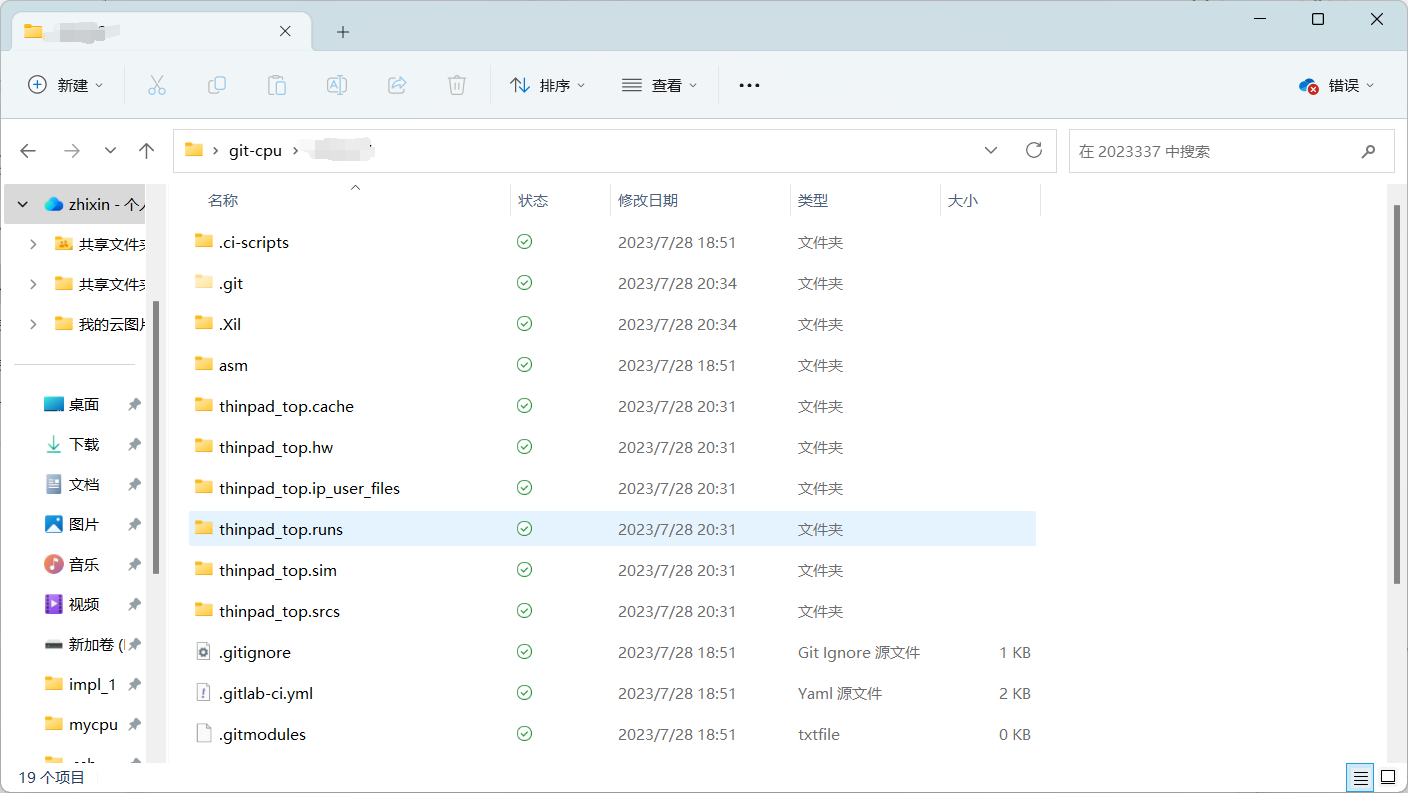 新建
排序
查看
错误
git-cpu
在 2023337 中搜索
名称 状态 修改日期 类型 大小
zhixin - 个人
共享文件夹
共享文件夹
我的云图片
桌面
下载
文档
图片
音乐
视频
新加卷 (
impl_1
mycpu
.ci-scripts 2023/7/28 18:51 文件夹
.git 2023/7/28 20:34 文件夹
.Xil 2023/7/28 20:34 文件夹
asm 2023/7/28 18:51 文件夹
thinpad_top.cache 2023/7/28 20:31 文件夹
thinpad_top.hw 2023/7/28 20:31 文件夹
thinpad_top.ip_user_files 2023/7/28 20:31 文件夹
thinpad_top.runs 2023/7/28 20:31 文件夹
thinpad_top.sim 2023/7/28 20:31 文件夹
thinpad_top.srcs 2023/7/28 20:31 文件夹
.gitignore 2023/7/28 18:51 Git Ignore 源文件 1 KB
.gitlab-ci.yml 2023/7/28 18:51 Yaml 源文件 2 KB
.gitmodules 2023/7/28 18:51 txtfile 0 KB
19 个项目